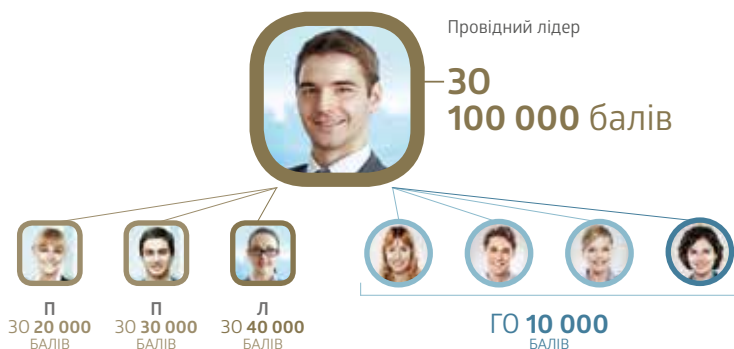 Провідний лідер
ЗО
100 000 балів
П
ЗО 20 000
БАЛІВ
П
ЗО 30 000
БАЛІВ
Л
ЗО 40 000
БАЛІВ
ГО 10 000
БАЛІВ